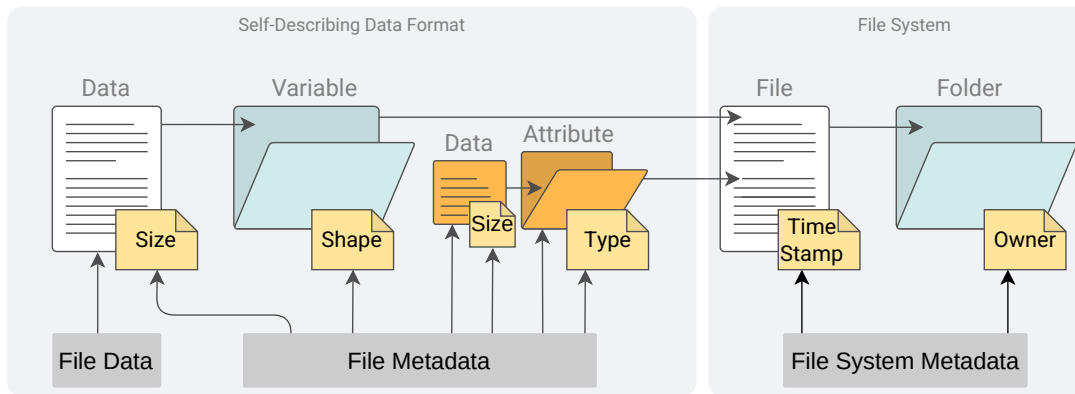 Self-Describing Data Format
File System
Data
Variable
Data
Attribute
File
Folder
Size
Shape
Size
Type
Time
Stamp
Owner
File Data
File Metadata
File System Metadata